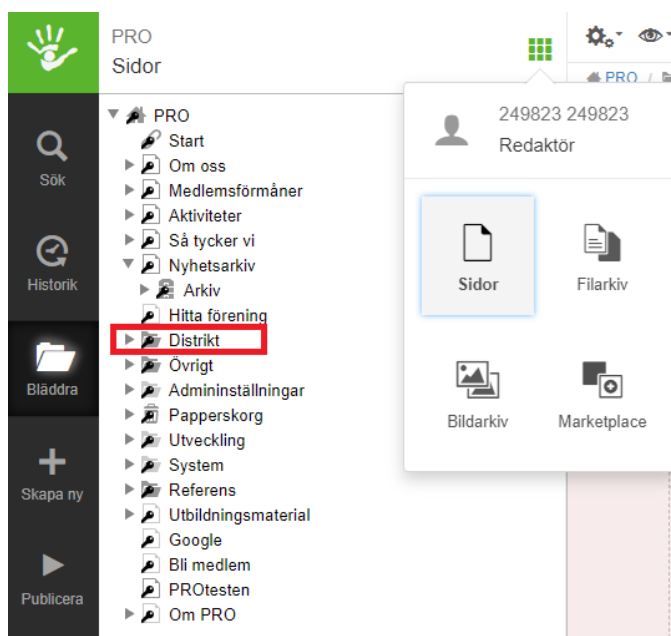 PRO
Sidor
PRO /
Sök
Historik
Bläddra
Skapa ny
Publicera
PRO
Start
Om oss
Medlemsförmåner
Aktiviteter
Så tycker vi
Nyhetsarkiv
Arkiv
Hitta förening
Distrikt
Övrigt
Admininställningar
Papperskorg
Utveckling
System
Referens
Utbildningsmaterial
Google
Bli medlem
PROtesten
Om PRO
249823 249823
Redaktör
Sidor
Filarkiv
Bildarkiv
Marketplace